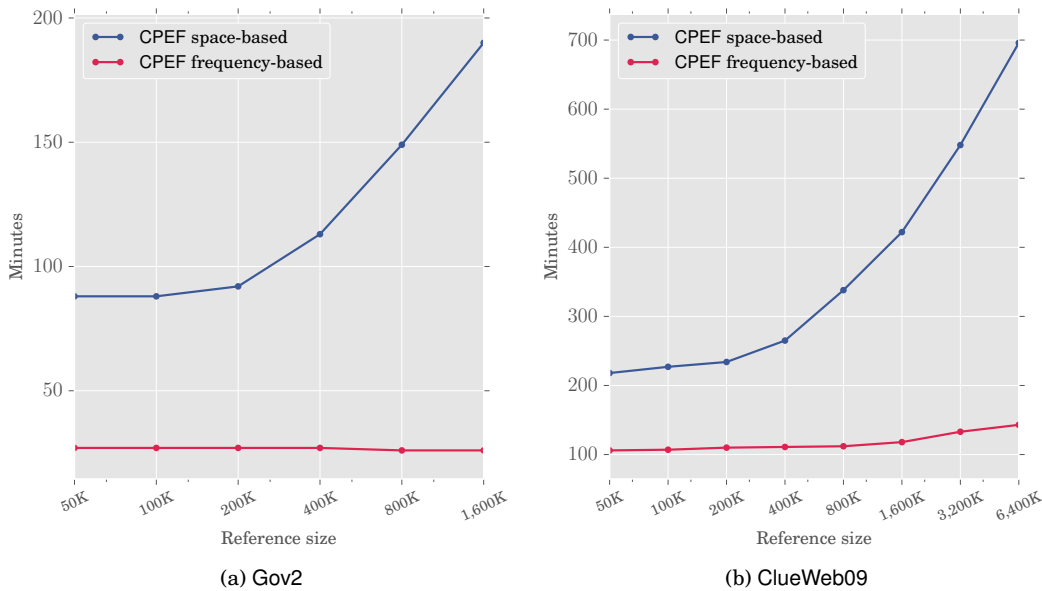 200
150
100
50
Minutes
CPEF space-based
CPEF frequency-based
50K
100K
200K
400K
800K
1,600K
Reference size
(a) Gov2
700
600
500
400
300
200
100
Minutes
CPEF space-based
CPEF frequency-based
50K
100K
200K
400K
800K
1,600K
3,200K
6,400K
Reference size
(b) ClueWeb09